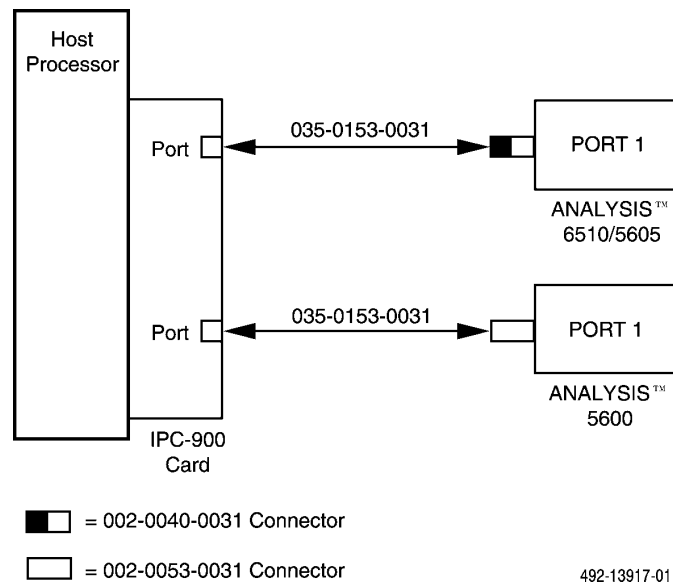 Host
Processor
Port
035-0153-0031
PORT 1
ANALYSIS™
6510/5605
Port
035-0153-0031
PORT 1
ANALYSIS™
5600
IPC-900
Card
= 002-0040-0031 Connector
= 002-0053-0031 Connector
492-13917-01